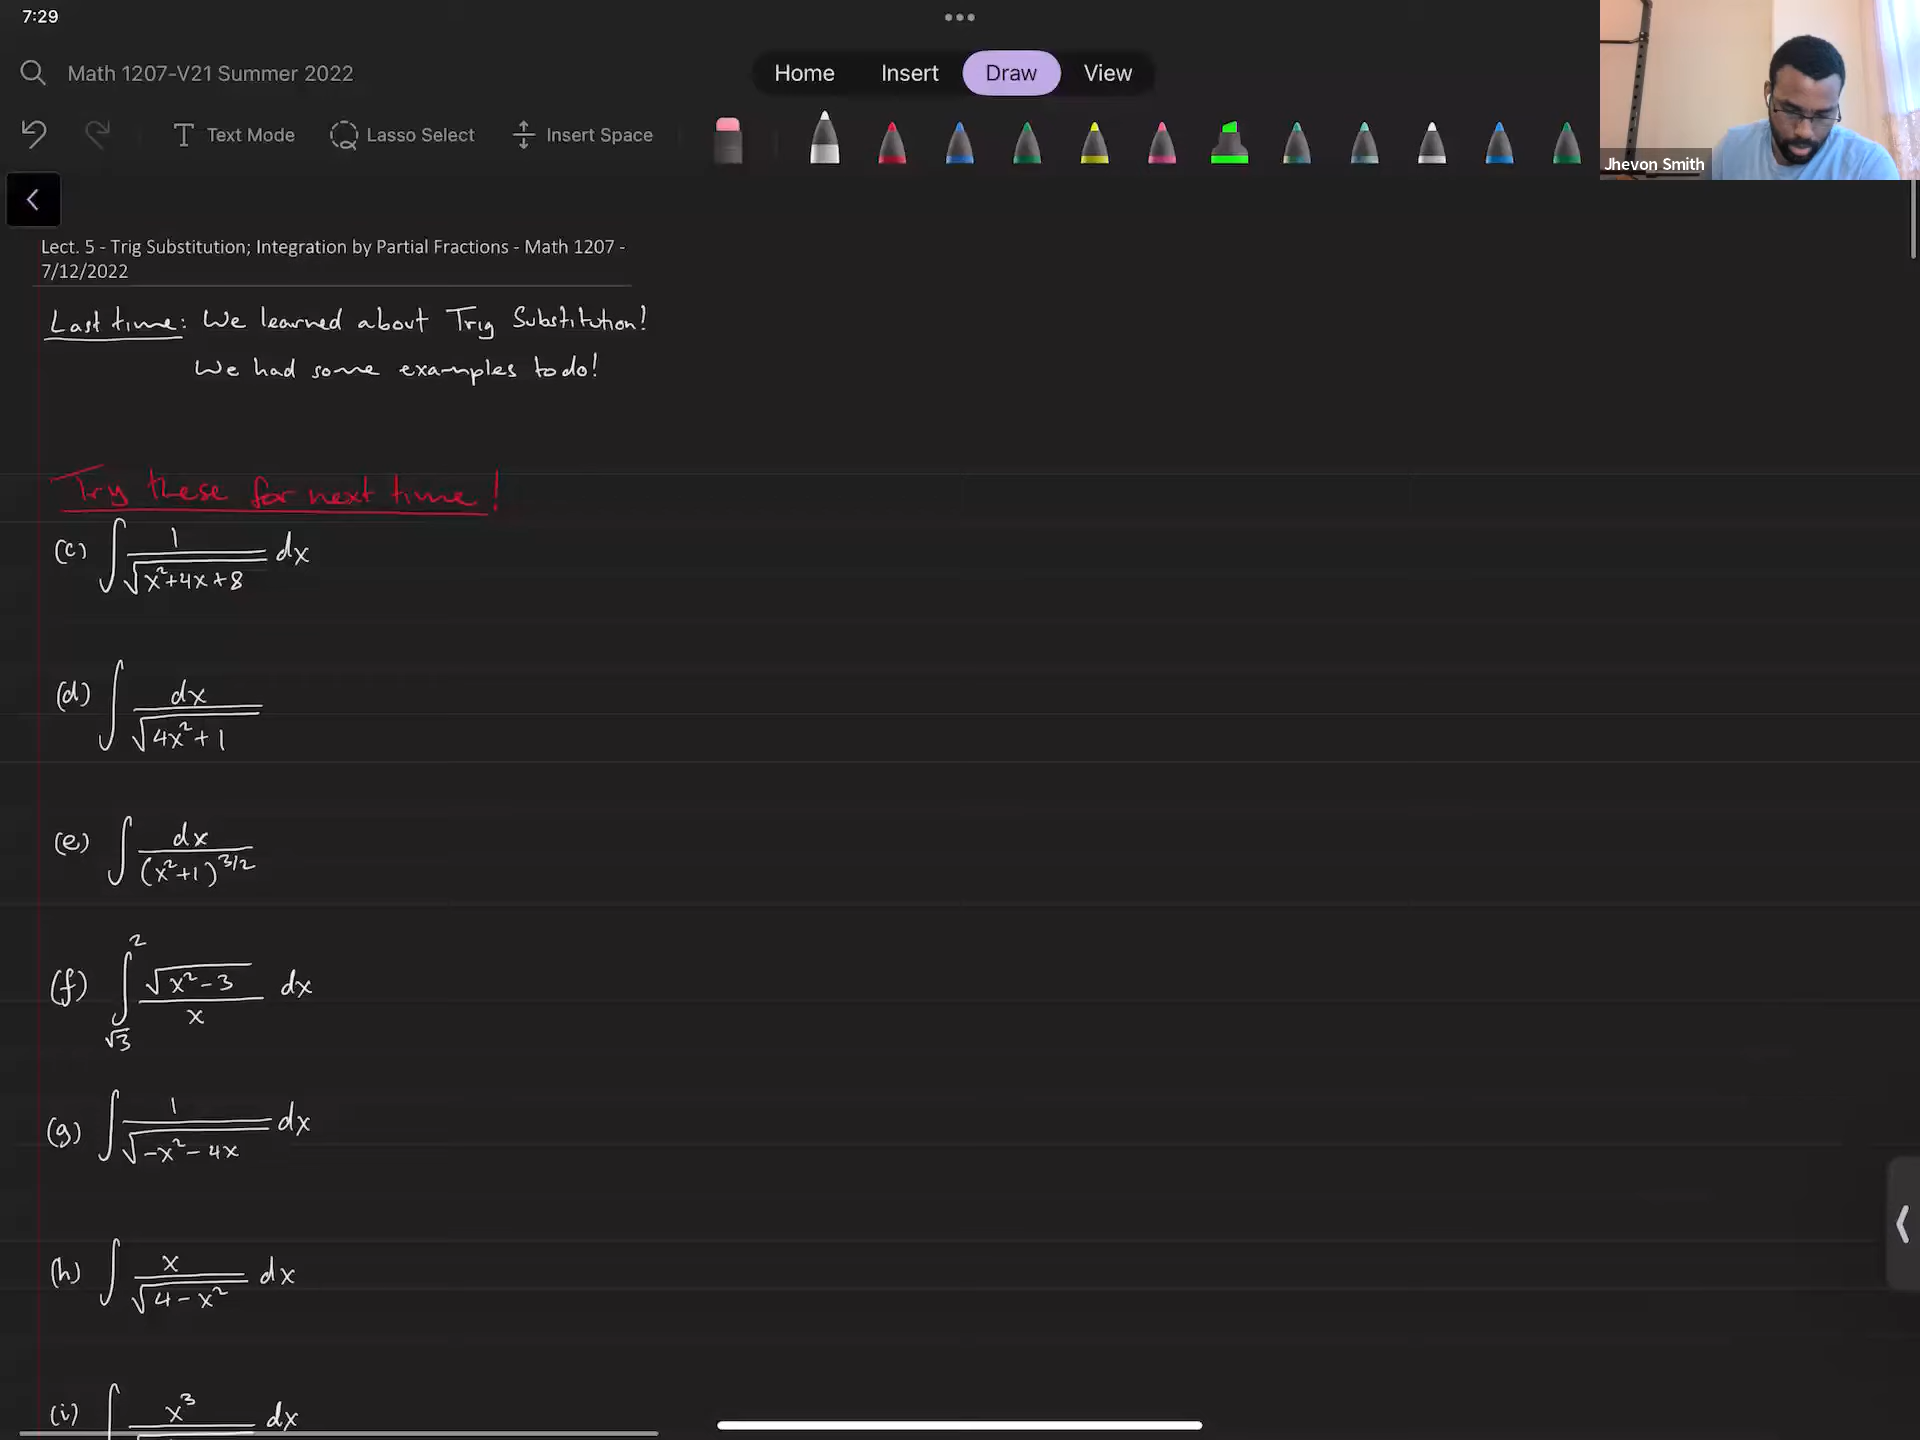 7:29
Math 1207-V21 Summer 2022
Home Insert Draw View
Text Mode Lasso Select Insert Space
Jhevon Smith
Lect. 5 - Trig Substitution; Integration by Partial Fractions - Math 1207 -
7/12/2022
Last time: We learned about Trig Substitution!
We had some examples to do!
Try these for next time!
(c) ∫ 1/√(x²+4x+8) dx
(d) ∫ dx/√(4x²+1)
(e) ∫ dx/(x²+1)^(3/2)
(f) ∫_√3^2 √(x²-3)/x dx
(g) ∫ 1/√(-x²-4x) dx
(h) ∫ x/√(4-x²) dx
(i) ∫ x³ dx